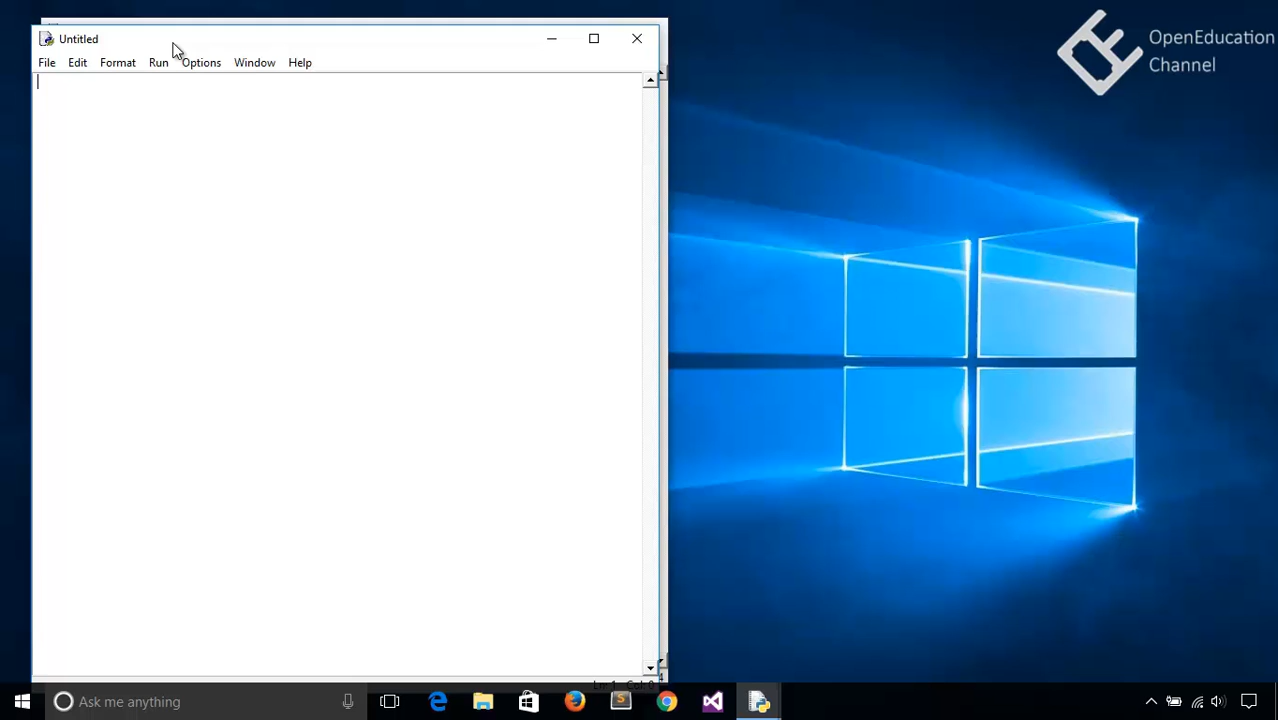 Untitled
File Edit Format Run Options Window Help
OpenEducation
Channel
Ask me anything